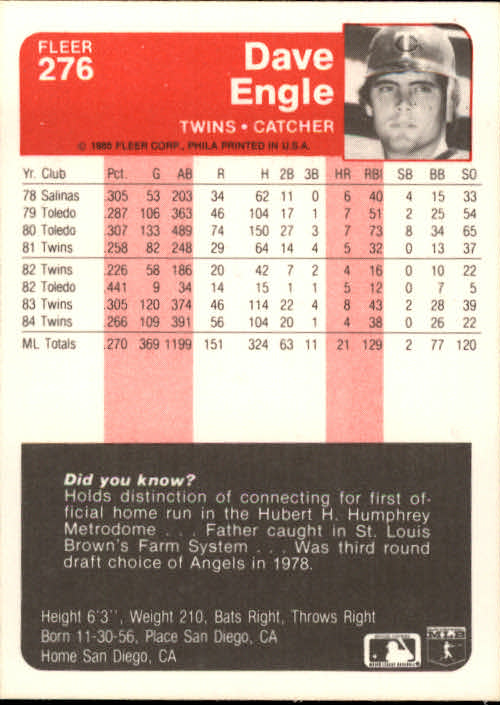 FLEER
276
Dave
Engle
TWINS • CATCHER
© 1985 FLEER CORP., PHILA PRINTED IN U.S.A.
Yr. Club Pct. G AB R H 2B 3B HR RBI SB BB SO
78 Salinas .305 53 203 34 62 11 0 6 40 4 15 33
79 Toledo .287 106 363 46 104 17 1 7 51 2 25 54
80 Toledo .307 133 489 74 150 27 3 7 73 8 34 65
81 Twins .258 82 248 29 64 14 4 5 32 0 13 37
82 Twins .226 58 186 20 42 7 2 4 16 0 10 22
82 Toledo .441 9 34 14 15 1 1 5 12 0 7 5
83 Twins .305 120 374 46 114 22 4 8 43 2 28 39
84 Twins .266 109 391 56 104 20 1 4 38 0 26 22
ML Totals .270 369 1199 151 324 63 11 21 129 2 77 120
Did you know?
Holds distinction of connecting for first of-
ficial home run in the Hubert H. Humphrey
Metrodome . . . Father caught in St. Louis
Brown's Farm System . . . Was third round
draft choice of Angels in 1978.
Height 6'3", Weight 210, Bats Right, Throws Right
Born 11-30-56, Place San Diego, CA
Home San Diego, CA
MLB